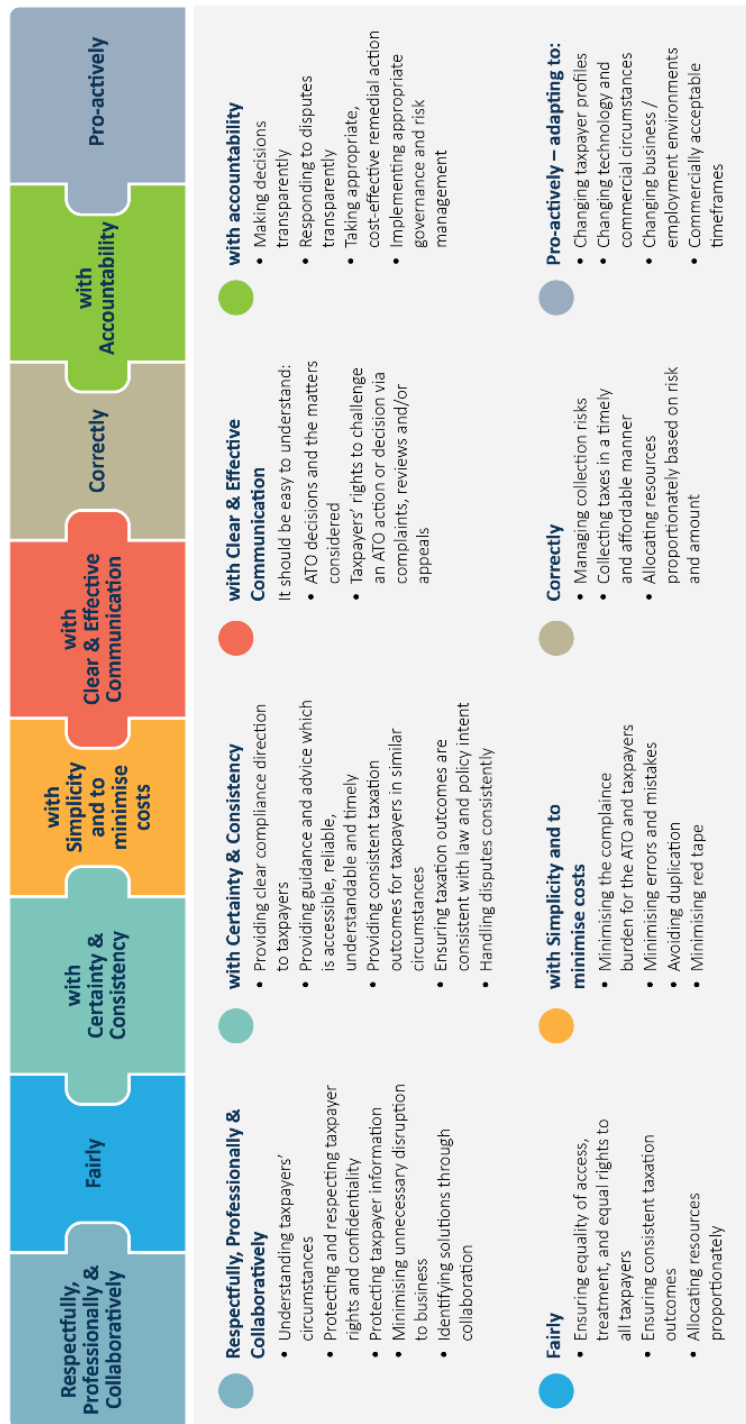 Respectfully,
Professionally &
Collaboratively
Fairly
with
Certainty &
Consistency
with
Simplicity
and to
minimise
costs
with
Clear & Effective
Communication
Correctly
with
Accountability
Pro-actively
Respectfully, Professionally &
Collaboratively
• Understanding taxpayers'
circumstances
• Protecting and respecting taxpayer
rights and confidentiality
• Protecting taxpayer information
• Minimising unnecessary disruption
to business
• Identifying solutions through
collaboration
with Certainty & Consistency
• Providing clear compliance direction
to taxpayers
• Providing guidance and advice which
is accessible, reliable,
understandable and timely
• Providing consistent taxation
outcomes for taxpayers in similar
circumstances
• Ensuring taxation outcomes are
consistent with law and policy intent
• Handling disputes consistently
with Clear & Effective
Communication
It should be easy to understand:
• ATO decisions and the matters
considered
• Taxpayers' rights to challenge
an ATO action or decision via
complaints, reviews and/or
appeals
with accountability
• Making decisions
transparently
• Responding to disputes
transparently
• Taking appropriate,
cost-effective remedial action
• Implementing appropriate
governance and risk
management
Fairly
• Ensuring equality of access,
treatment, and equal rights to
all taxpayers
• Ensuring consistent taxation
outcomes
• Allocating resources
proportionately
with Simplicity and to
minimise costs
• Minimising the complaince
burden for the ATO and taxpayers
• Minimising errors and mistakes
• Avoiding duplication
• Minimising red tape
Correctly
• Managing collection risks
• Collecting taxes in a timely
and affordable manner
• Allocating resources
proportionately based on risk
and amount
Pro-actively – adapting to:
• Changing taxpayer profiles
• Changing technology and
commercial circumstances
• Changing business /
employment environments
• Commercially acceptable
timeframes